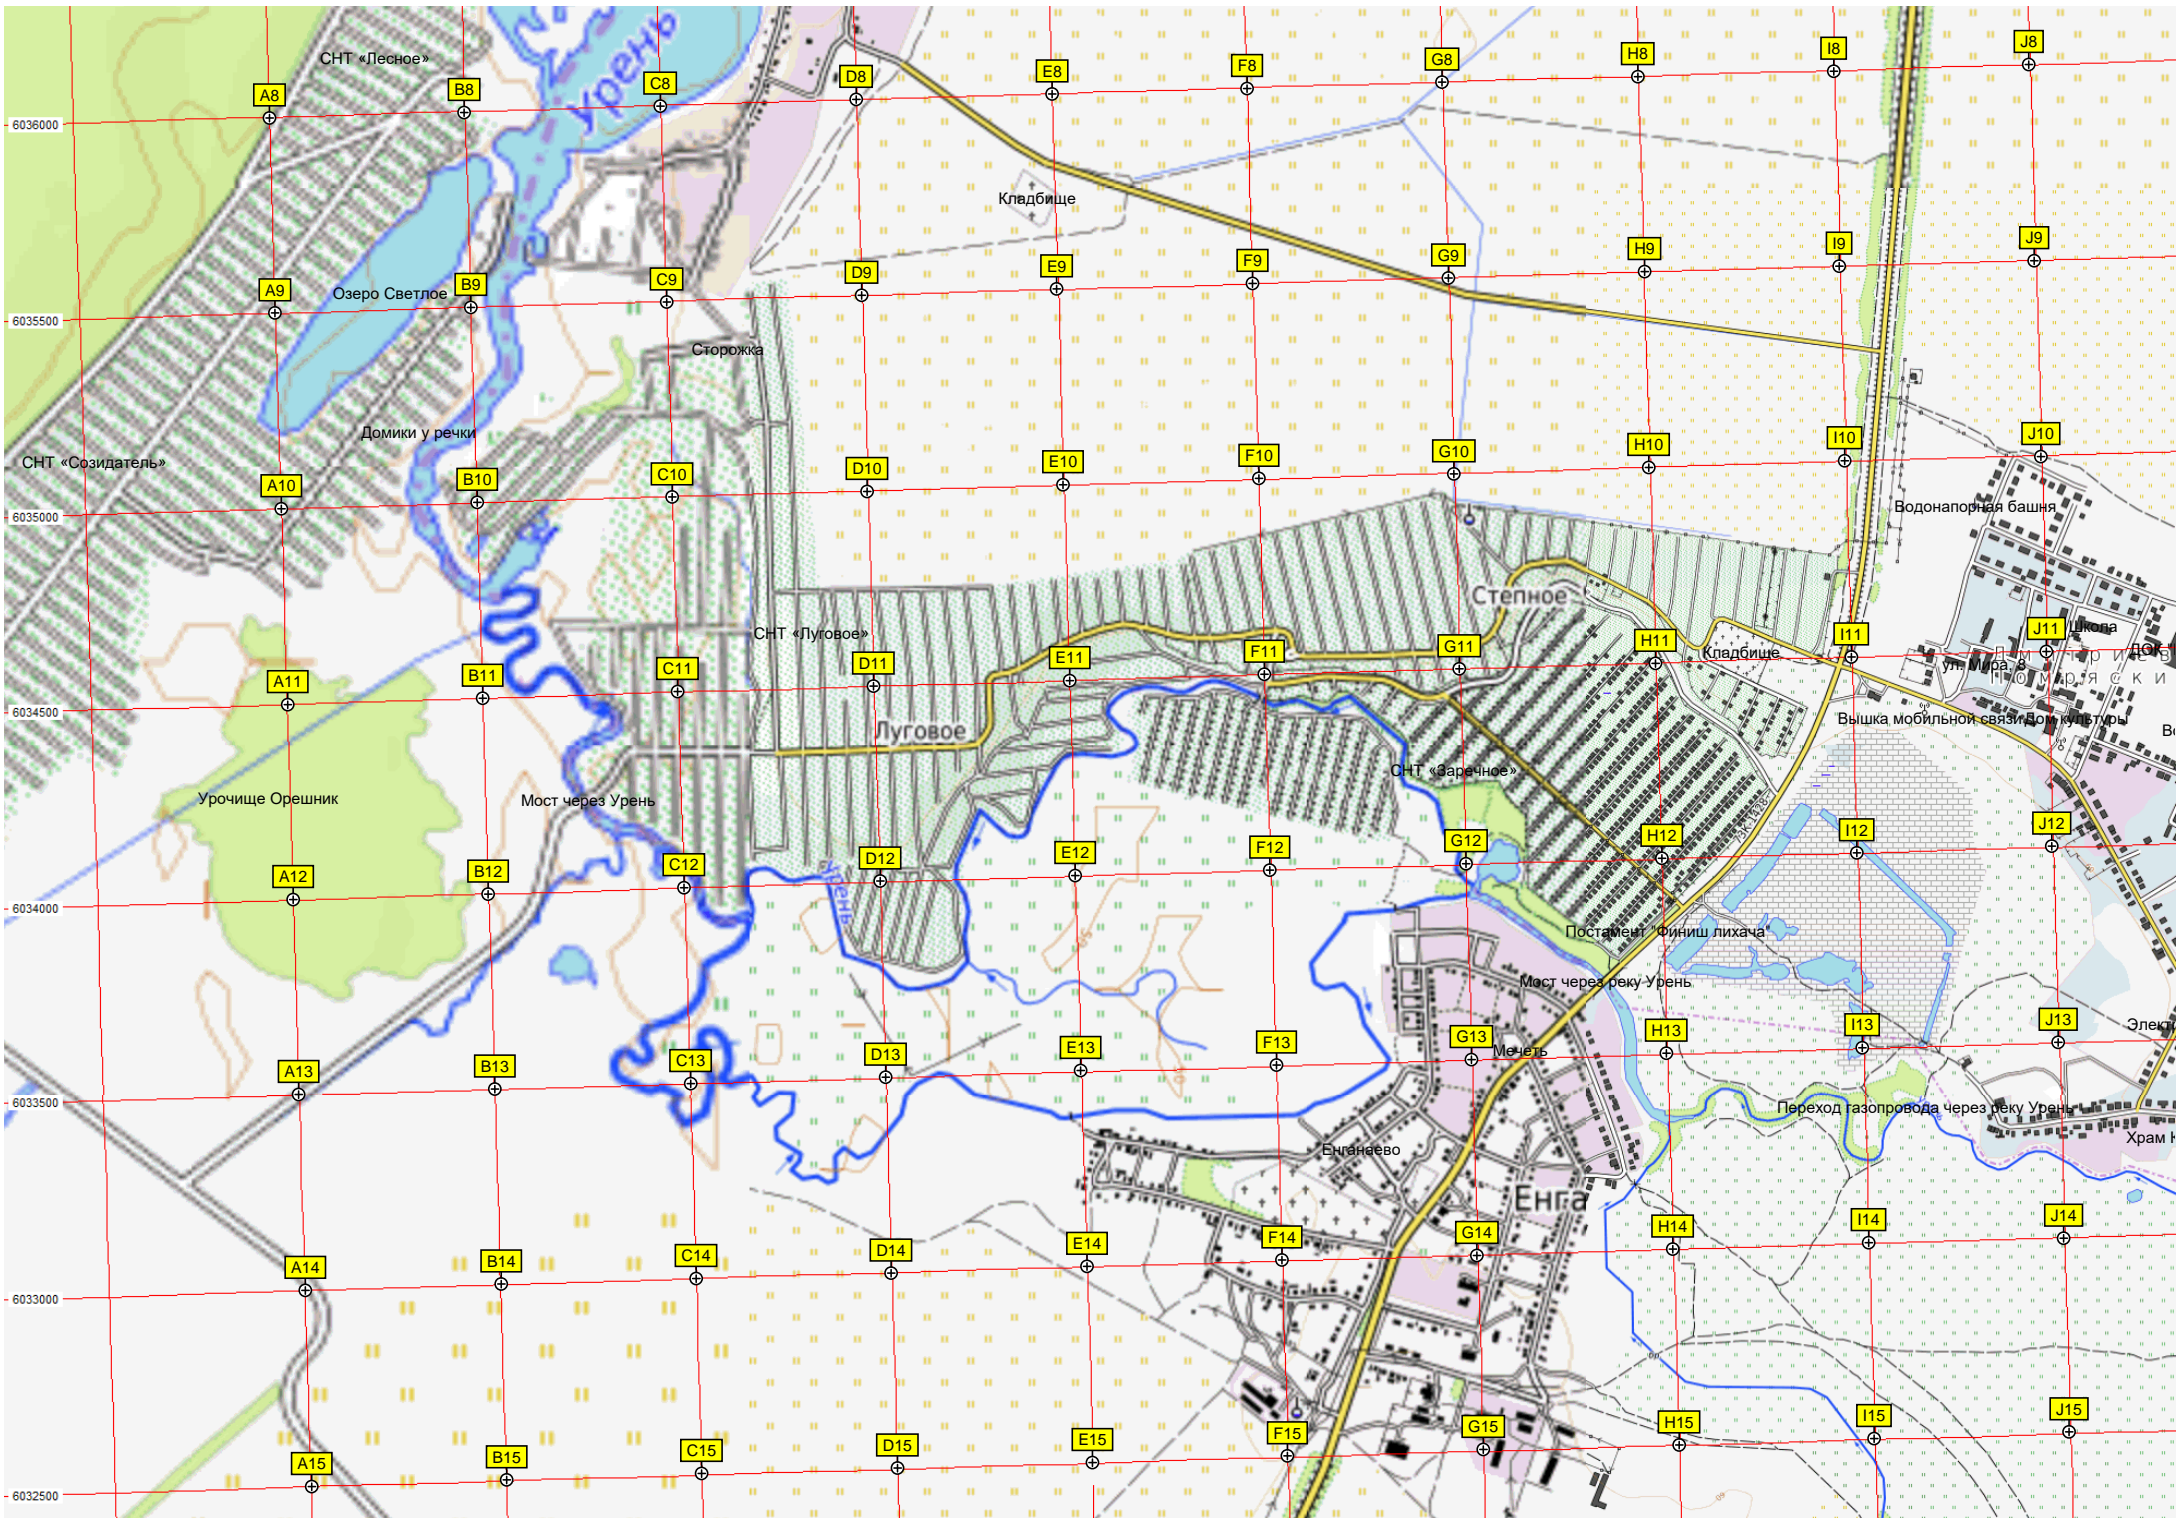 Урень
СНТ «Лесное»
A8
B8
C8
D8
E8
F8
G8
H8
I8
J8
6036000
Кладбище
A9
B9
C9
D9
E9
F9
G9
H9
I9
J9
Озеро Светлое
6035500
Сторожка
Домики у речки
СНТ «Созидатель»
A10
B10
C10
D10
E10
F10
G10
H10
I10
J10
6035000
Водонапорная башня
Степное
СНТ «Луговое»
Школа
A11
B11
C11
D11
E11
F11
G11
H11
I11
J11
Кладбище
ул. Мира, 8
Помряски
6034500
Луговое
Вышка мобильной связи
Дом культуры
СНТ «Заречное»
Урочище Орешник
Мост через Урень
73К-1428
A12
B12
C12
D12
E12
F12
G12
H12
I12
J12
Урень
6034000
Постамент "Финиш лихача"
Мост через реку Урень
A13
B13
C13
D13
E13
F13
G13
H13
I13
J13
Мечеть
6033500
Переход газопровода через реку Урень
Енганаево
Енга
A14
B14
C14
D14
E14
F14
G14
H14
I14
J14
6033000
A15
B15
C15
D15
E15
F15
G15
H15
I15
J15
6032500